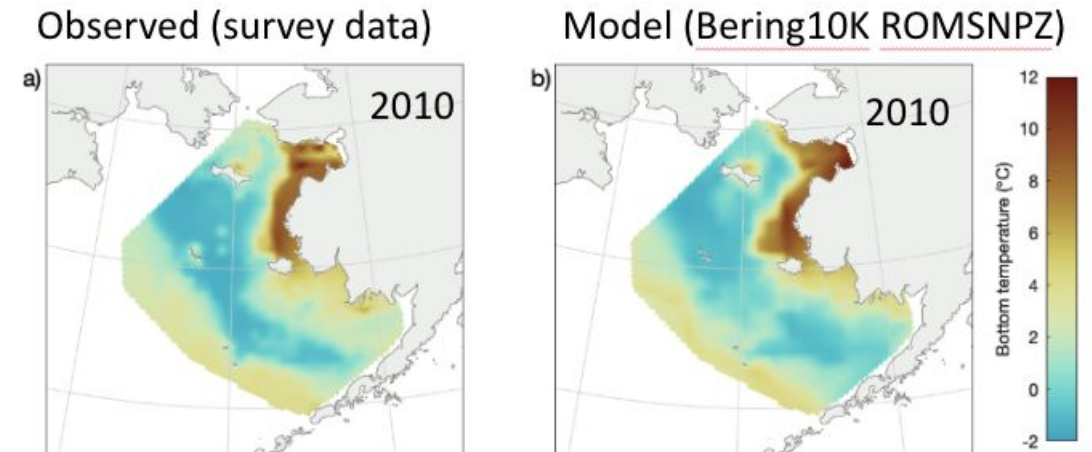 Observed (survey data)
Model (Bering10K ROMSNPZ)
a)
2010
b)
2010
12
10
8
6
4
2
0
-2
Bottom temperature (°C)